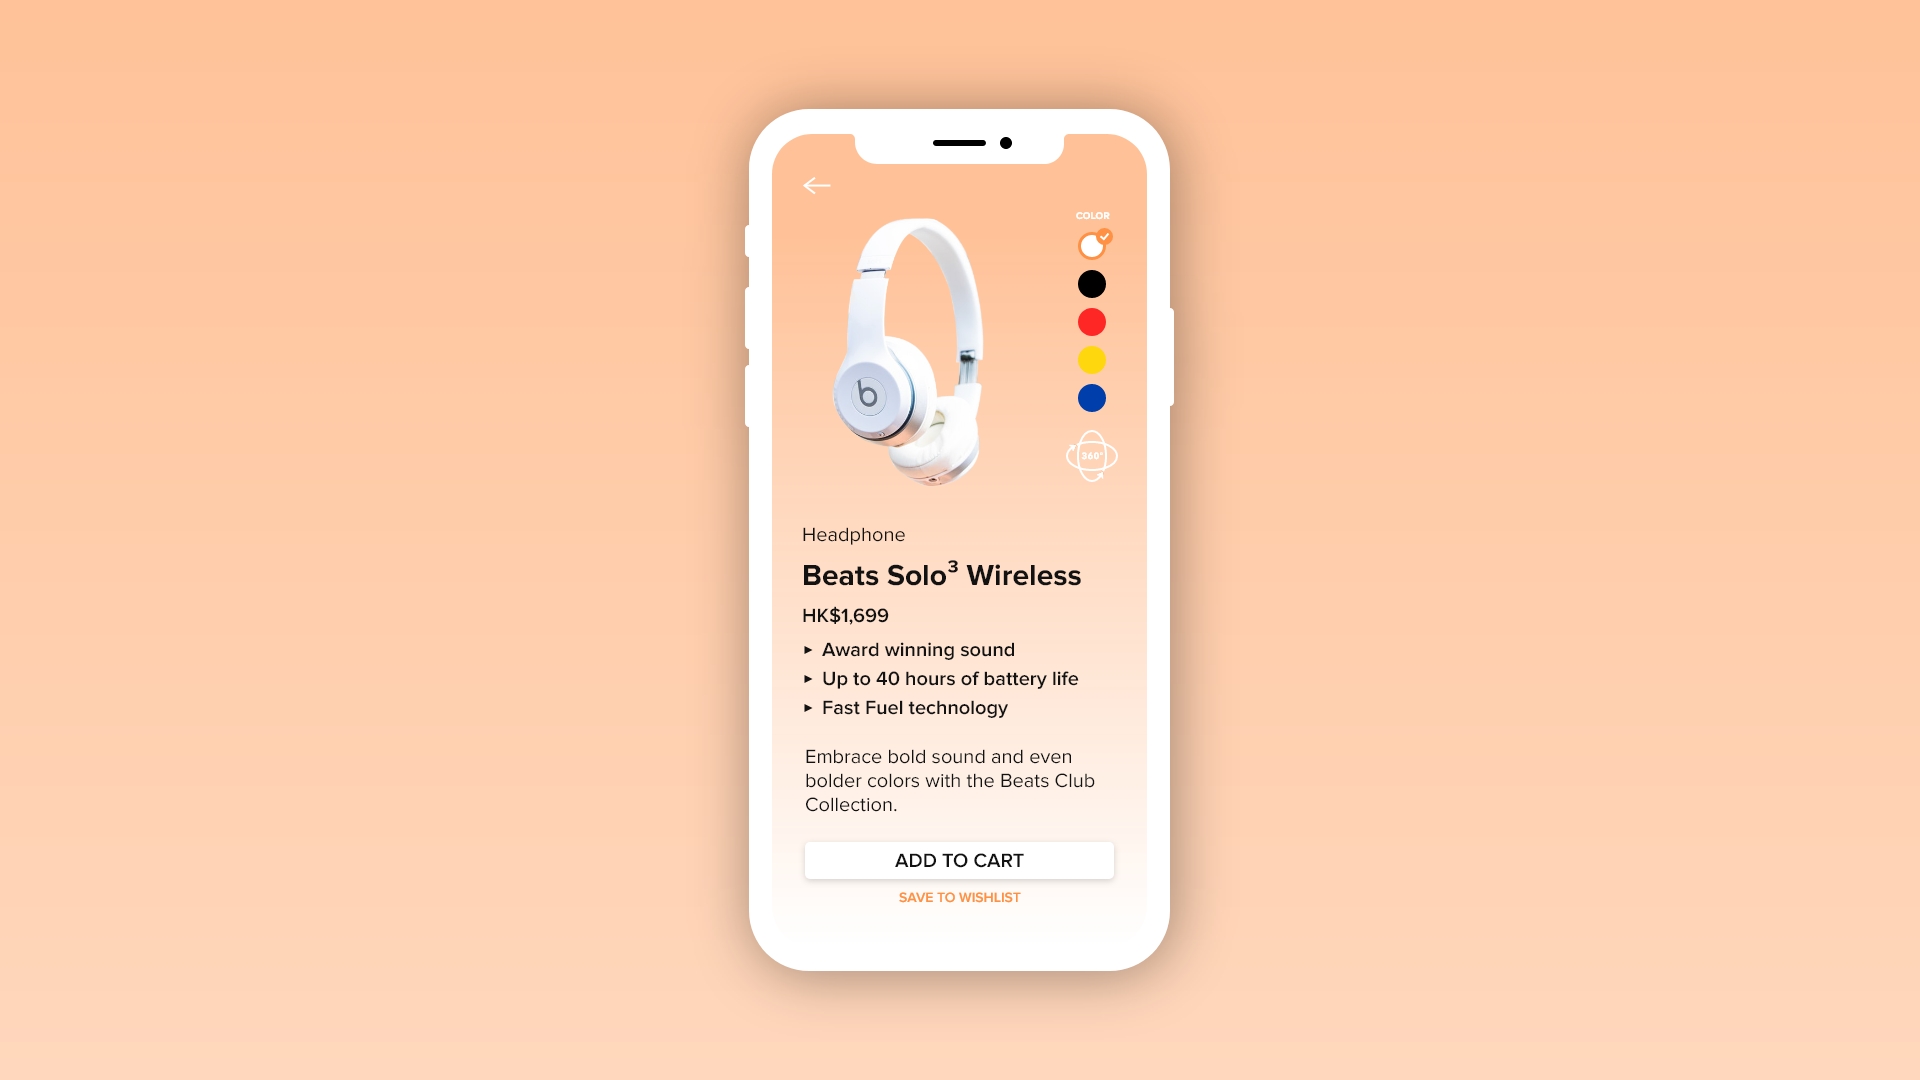 COLOR
b
360°
Headphone
Beats Solo³ Wireless
HK$1,699
▸ Award winning sound
▸ Up to 40 hours of battery life
▸ Fast Fuel technology
Embrace bold sound and even
bolder colors with the Beats Club
Collection.
ADD TO CART
SAVE TO WISHLIST